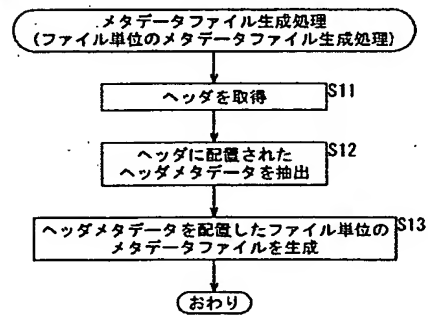 メタデータファイル生成処理
(ファイル単位のメタデータファイル生成処理)
S11
ヘッダを取得
S12
ヘッダに配置された
ヘッダメタデータを抽出
S13
ヘッダメタデータを配置したファイル単位の
メタデータファイルを生成
おわり